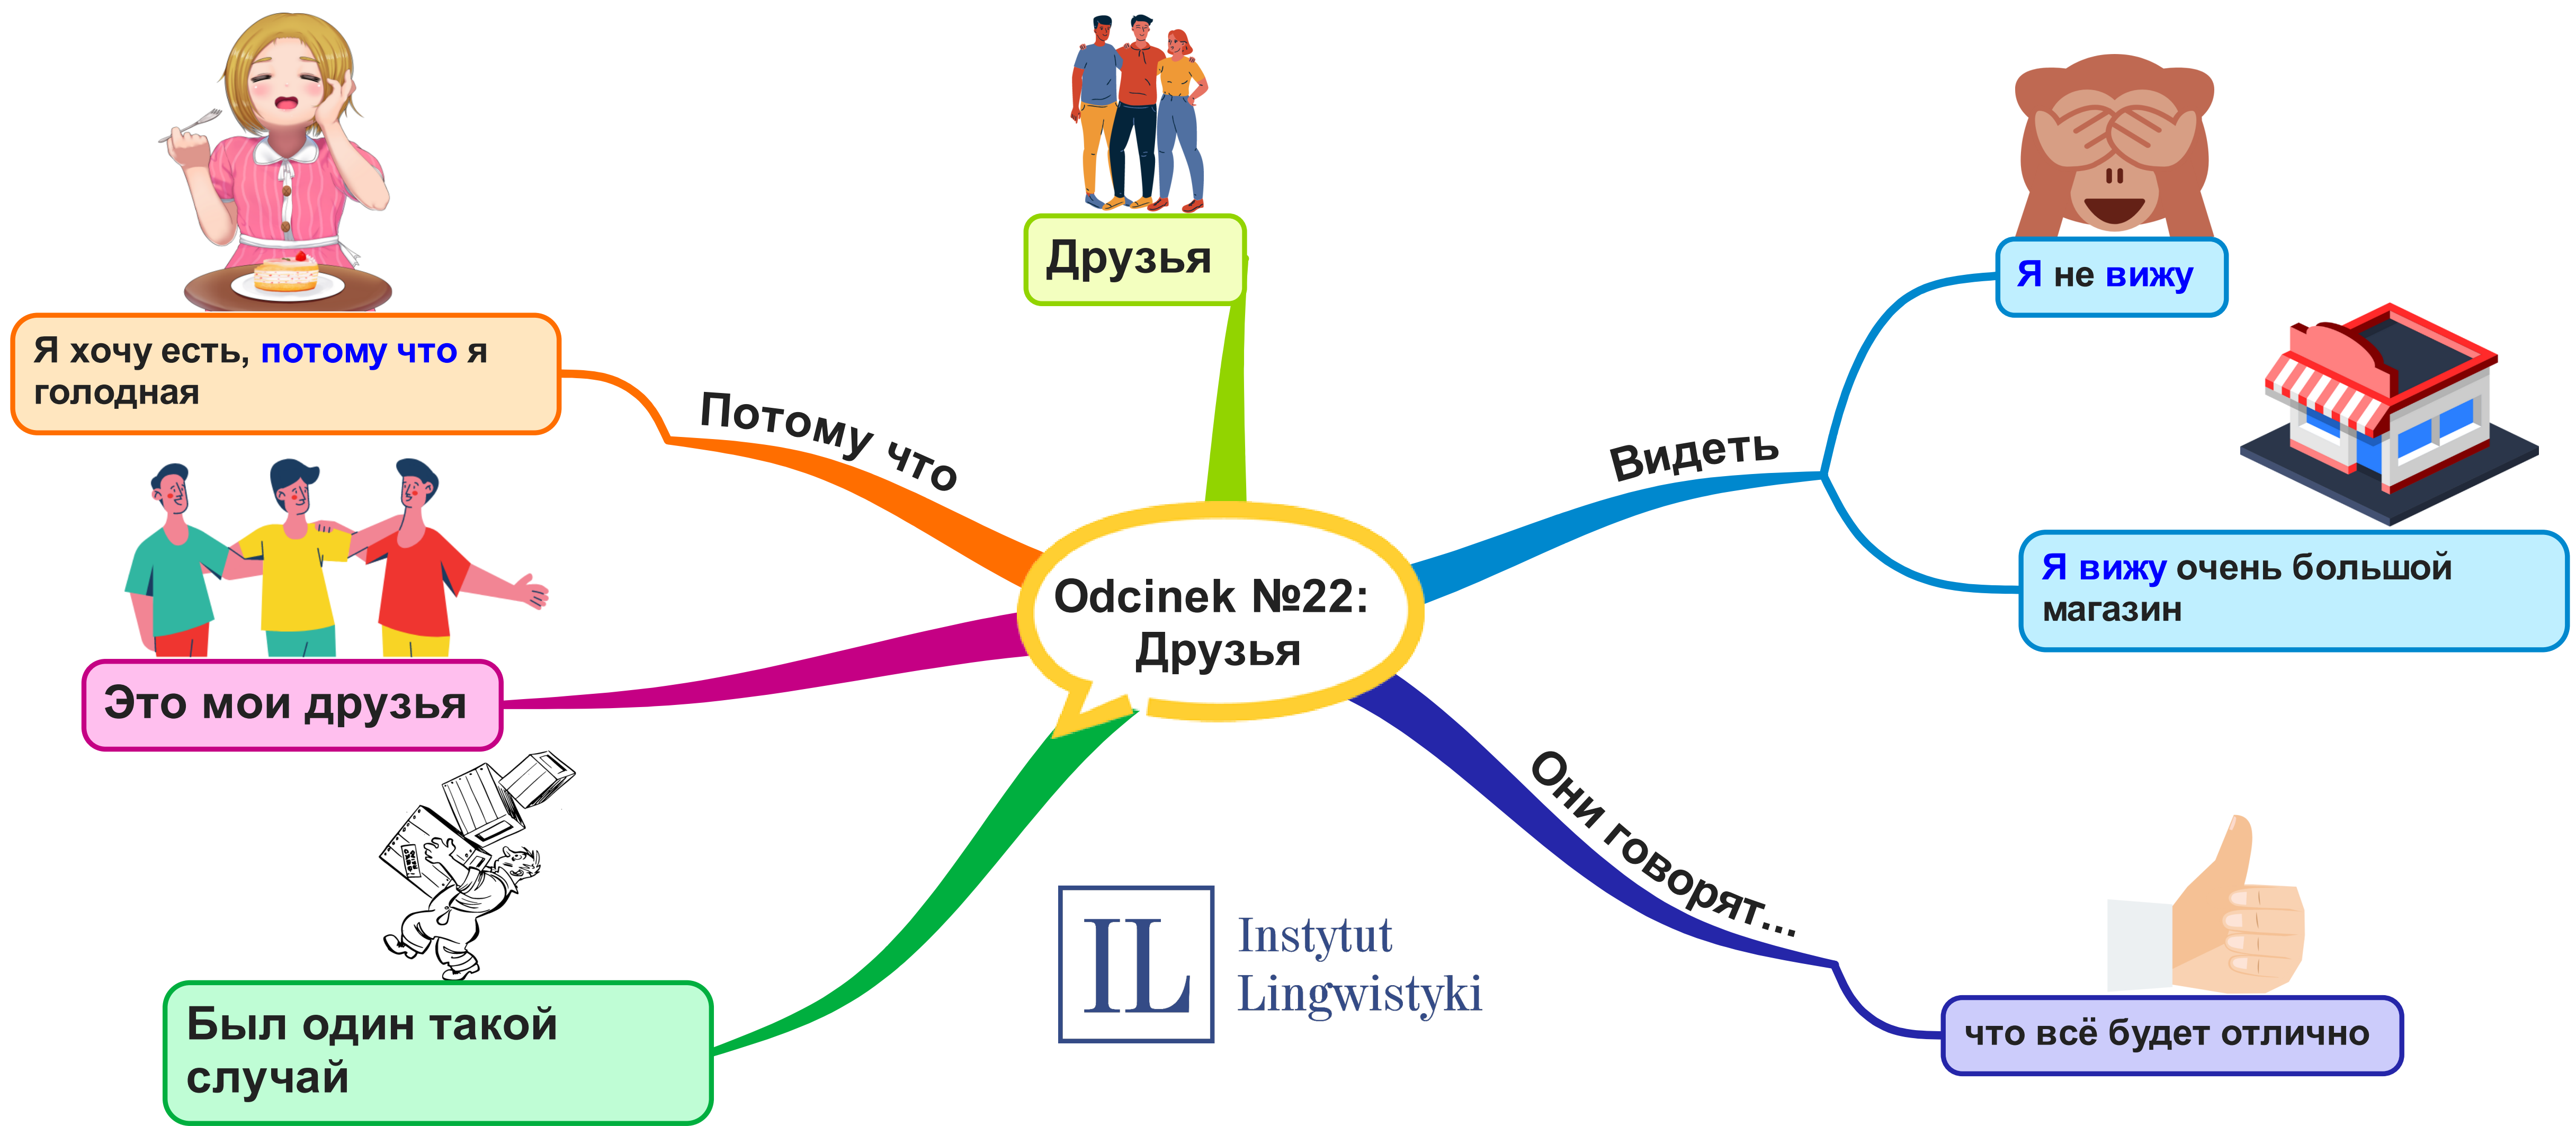 Друзья
Я не вижу
Я хочу есть, потому что я
голодная
Потому что
Видеть
Я вижу очень большой
магазин
Odcinek №22:
Друзья
Это мои друзья
Они говорят...
Был один такой
случай
что всё будет отлично
IL
Instytut
Lingwistyki